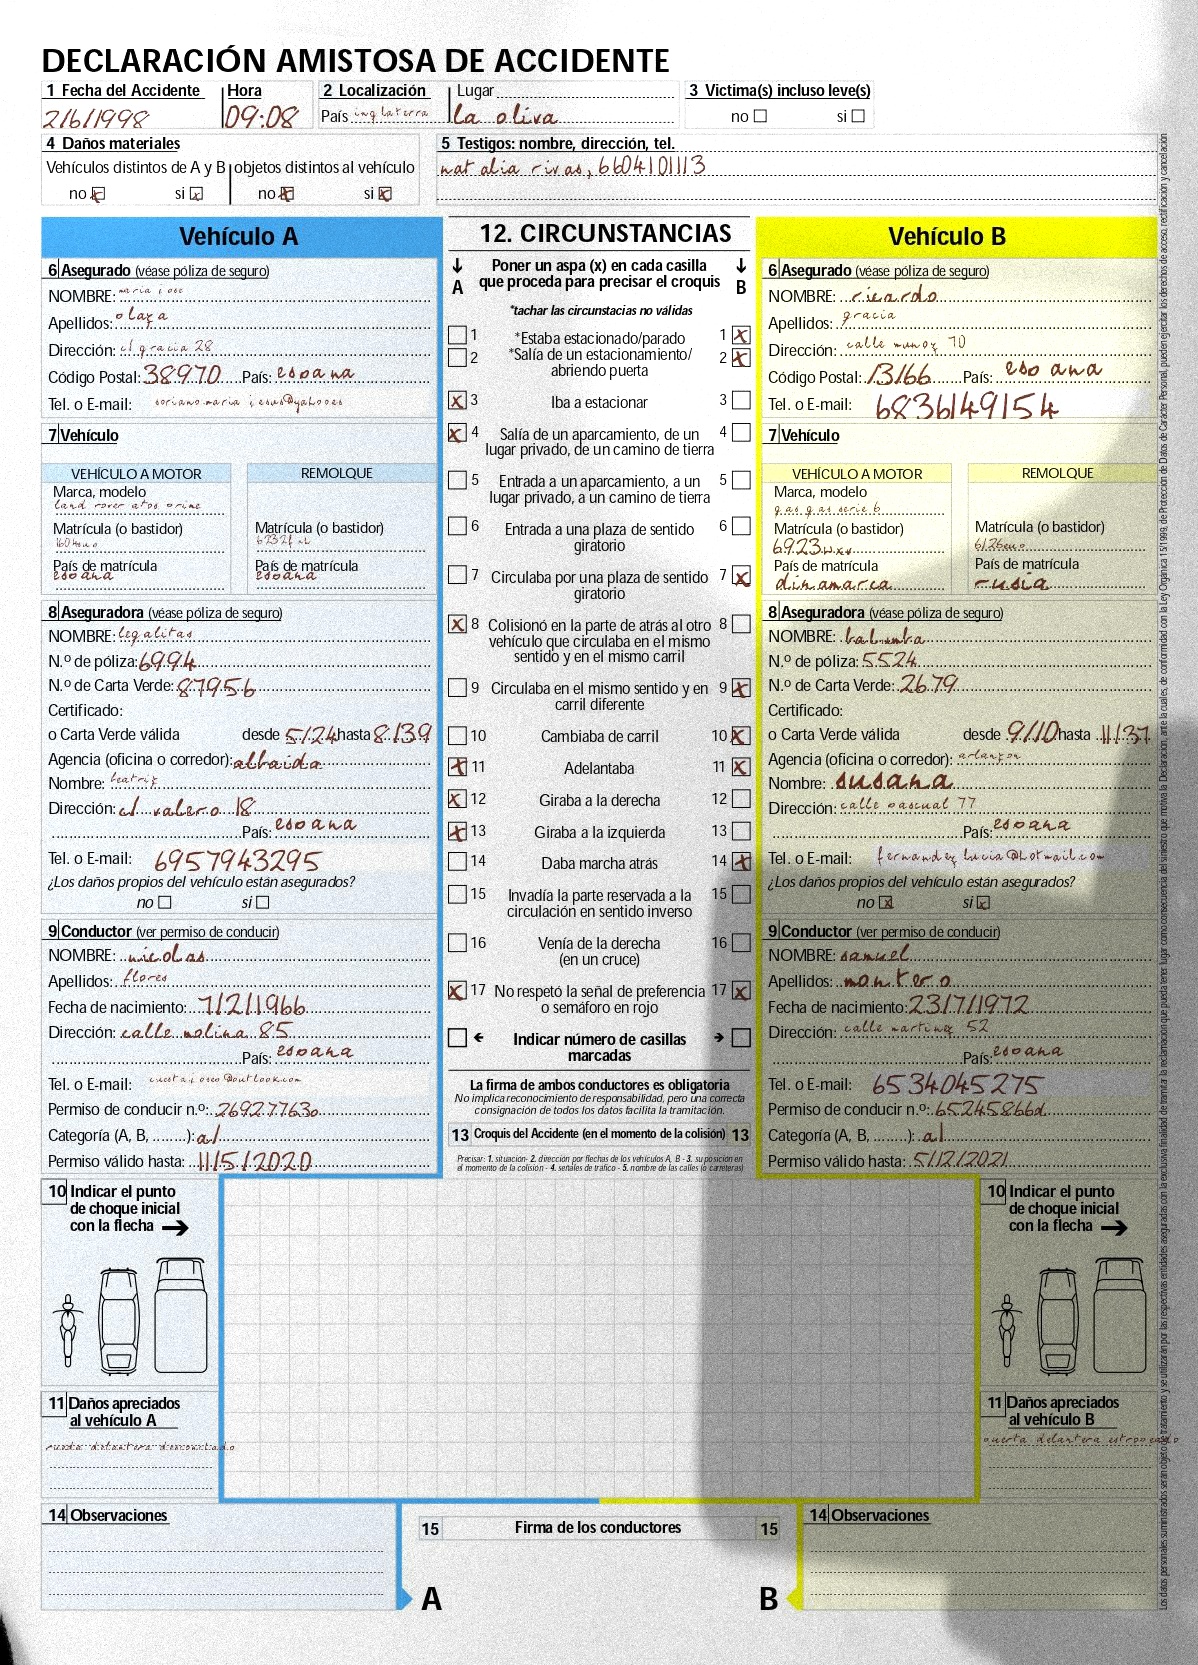 DECLARACIÓN AMISTOSA DE ACCIDENTE
1 Fecha del Accidente Hora 2 Localización Lugar 3 Victima(s) incluso leve(s)
2/6/1998 09:08 País inglaterra la oliva no si
4 Daños materiales 5 Testigos: nombre, dirección, tel.
Vehículos distintos de A y B objetos distintos al vehículo natalia rivas, 6604101113
no x si x no x si x
Vehículo A
6 Asegurado (véase póliza de seguro)
NOMBRE: maria jose
Apellidos: olaya
Dirección: cl gracia 28
Código Postal: 38970 País: espana
Tel. o E-mail:
7 Vehículo
VEHÍCULO A MOTOR REMOLQUE
Marca, modelo
land rover atos prime
Matrícula (o bastidor) Matrícula (o bastidor)
País de matrícula País de matrícula
espana espana
8 Aseguradora (véase póliza de seguro)
NOMBRE: legalitas
N.º de póliza: 6994
N.º de Carta Verde: 87956
Certificado:
o Carta Verde válida desde 5/24 hasta 8/39
Agencia (oficina o corredor): albaida
Nombre: beatriz
Dirección: cl valero 18
País: espana
Tel. o E-mail: 6957943295
¿Los daños propios del vehículo están asegurados?
no si
9 Conductor (ver permiso de conducir)
NOMBRE: nicolas
Apellidos: flores
Fecha de nacimiento: 7/2/1966
Dirección: calle molina 85
País: espana
Tel. o E-mail:
Permiso de conducir n.º: 269277630
Categoría (A, B, ........): a1
Permiso válido hasta: 11/5/2020
12. CIRCUNSTANCIAS
A Poner un aspa (x) en cada casilla que proceda para precisar el croquis B
*tachar las circunstacias no válidas
1 *Estaba estacionado/parado 1 x
2 *Salía de un estacionamiento/ abriendo puerta 2 x
x 3 Iba a estacionar 3
x 4 Salía de un aparcamiento, de un lugar privado, de un camino de tierra 4
5 Entrada a un aparcamiento, a un lugar privado, a un camino de tierra 5
6 Entrada a una plaza de sentido giratorio 6
7 Circulaba por una plaza de sentido giratorio 7 x
x 8 Colisionó en la parte de atrás al otro vehículo que circulaba en el mismo sentido y en el mismo carril 8
9 Circulaba en el mismo sentido y en carril diferente 9 x
10 Cambiaba de carril 10 x
x 11 Adelantaba 11 x
x 12 Giraba a la derecha 12
x 13 Giraba a la izquierda 13
14 Daba marcha atrás 14 x
15 Invadía la parte reservada a la circulación en sentido inverso 15
16 Venía de la derecha (en un cruce) 16
x 17 No respetó la señal de preferencia o semáforo en rojo 17 x
Indicar número de casillas marcadas
La firma de ambos conductores es obligatoria
No implica reconocimiento de responsabilidad, pero una correcta
consignación de todos los datos facilita la tramitación.
13 Croquis del Accidente (en el momento de la colisión) 13
Precisar: 1. situación- 2. dirección por flechas de los vehículos A, B - 3. su posición en
el momento de la colisión - 4. señales de tráfico - 5. nombre de las calles (o carreteras)
Vehículo B
6 Asegurado (véase póliza de seguro)
NOMBRE: ricardo
Apellidos: gracia
Dirección: calle munoz 70
Código Postal: 13166 País: espana
Tel. o E-mail: 6836149154
7 Vehículo
VEHÍCULO A MOTOR REMOLQUE
Marca, modelo
gas gas serie 6
Matrícula (o bastidor) Matrícula (o bastidor)
País de matrícula País de matrícula
dinamarca rusia
8 Aseguradora (véase póliza de seguro)
NOMBRE: balumba
N.º de póliza: 5524
N.º de Carta Verde: 2679
Certificado:
o Carta Verde válida desde 9/10 hasta 11/37
Agencia (oficina o corredor): arlanzon
Nombre: susana
Dirección: calle pascual 77
País: espana
Tel. o E-mail: fernandez lucia@hotmail.com
¿Los daños propios del vehículo están asegurados?
no x si x
9 Conductor (ver permiso de conducir)
NOMBRE: samuel
Apellidos: montero
Fecha de nacimiento: 23/7/1972
Dirección: calle martinez 52
País: espana
Tel. o E-mail: 6534045275
Permiso de conducir n.º: 65245866d
Categoría (A, B, ........): a1
Permiso válido hasta: 5/12/2021
10 Indicar el punto
de choque inicial
con la flecha
11 Daños apreciados
al vehículo A
rueda delantera desmontada
10 Indicar el punto
de choque inicial
con la flecha
11 Daños apreciados
al vehículo B
puerta delantera estropeado
14 Observaciones
15 Firma de los conductores 15
14 Observaciones
A B
Los datos personales suministrados serán objeto de tratamiento y se utilizarán por las respectivas entidades aseguradas con la exclusiva finalidad de tramitar la reclamación que pueda tener lugar como consecuencia del siniestro que motiva la Declaración, ante la cuales, de conformidad con la Ley Orgánica 15/1999, de Protección de Datos de Carácter Personal, pueden ejercitar los derechos de acceso, rectificación y cancelación